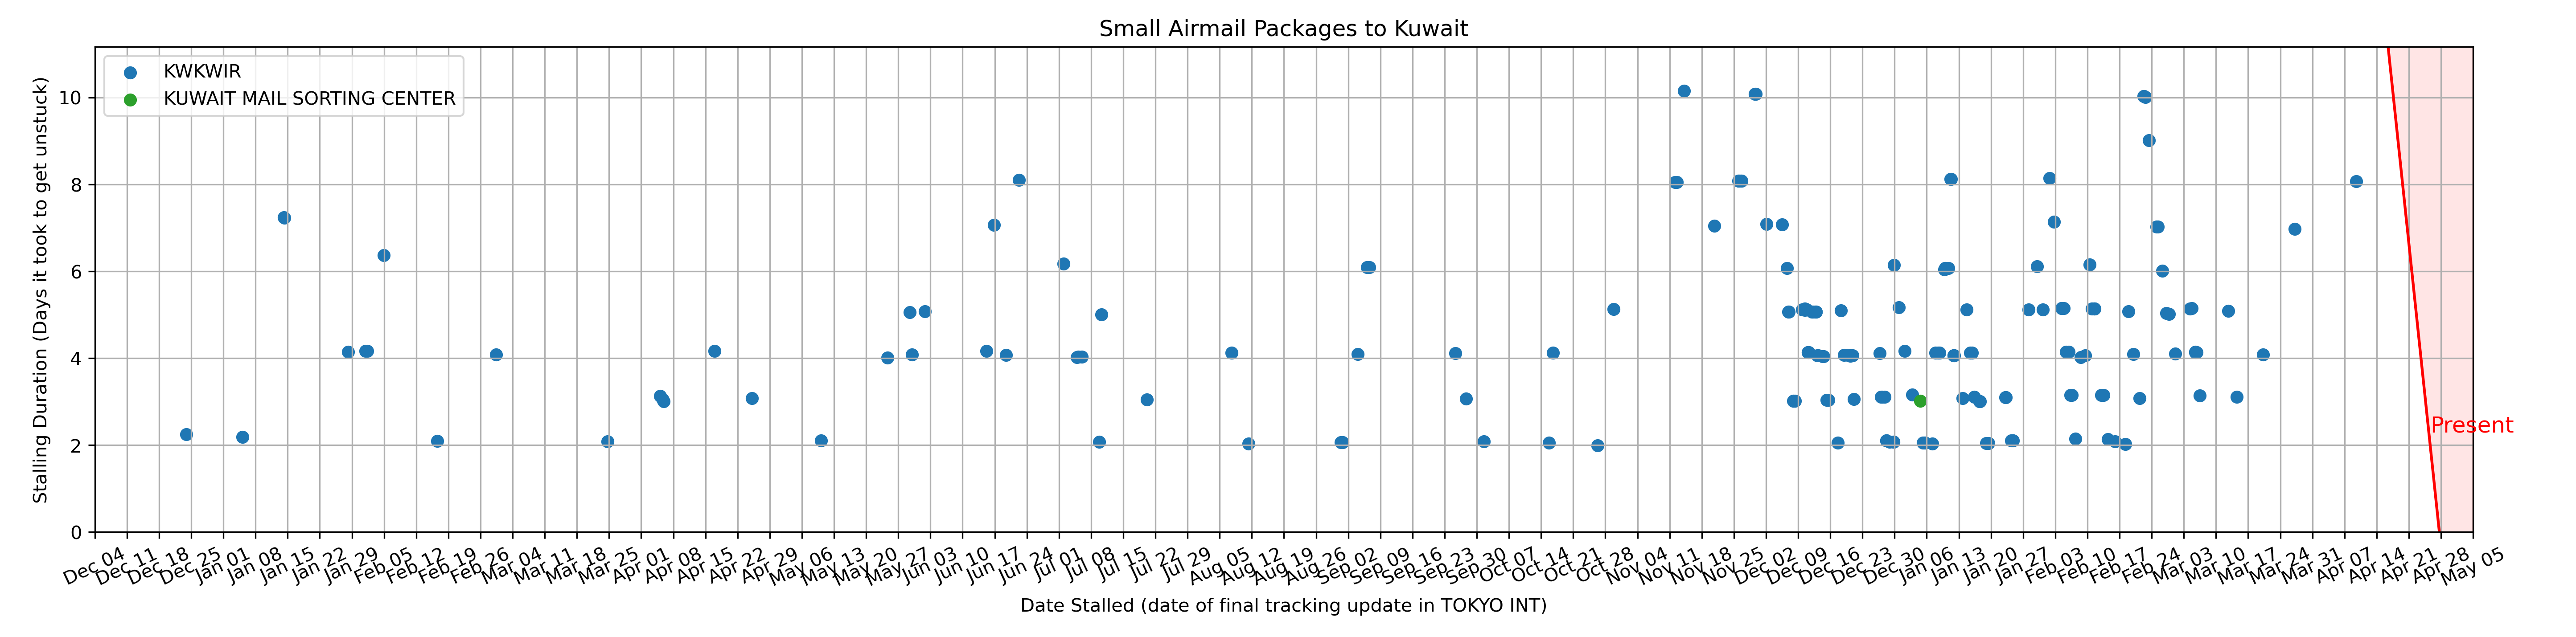 Small Airmail Packages to Kuwait
KWKWIR
KUWAIT MAIL SORTING CENTER
Stalling Duration (Days it took to get unstuck)
10
8
6
4
2
0
Present
Dec 04
Dec 11
Dec 18
Dec 25
Jan 01
Jan 08
Jan 15
Jan 22
Jan 29
Feb 05
Feb 12
Feb 19
Feb 26
Mar 04
Mar 11
Mar 18
Mar 25
Apr 01
Apr 08
Apr 15
Apr 22
Apr 29
May 06
May 13
May 20
May 27
Jun 03
Jun 10
Jun 17
Jun 24
Jul 01
Jul 08
Jul 15
Jul 22
Jul 29
Aug 05
Aug 12
Aug 19
Aug 26
Sep 02
Sep 09
Sep 16
Sep 23
Sep 30
Oct 07
Oct 14
Oct 21
Oct 28
Nov 04
Nov 11
Nov 18
Nov 25
Dec 02
Dec 09
Dec 16
Dec 23
Dec 30
Jan 06
Jan 13
Jan 20
Jan 27
Feb 03
Feb 10
Feb 17
Feb 24
Mar 03
Mar 10
Mar 17
Mar 24
Mar 31
Apr 07
Apr 14
Apr 21
Apr 28
May 05
Date Stalled (date of final tracking update in TOKYO INT)